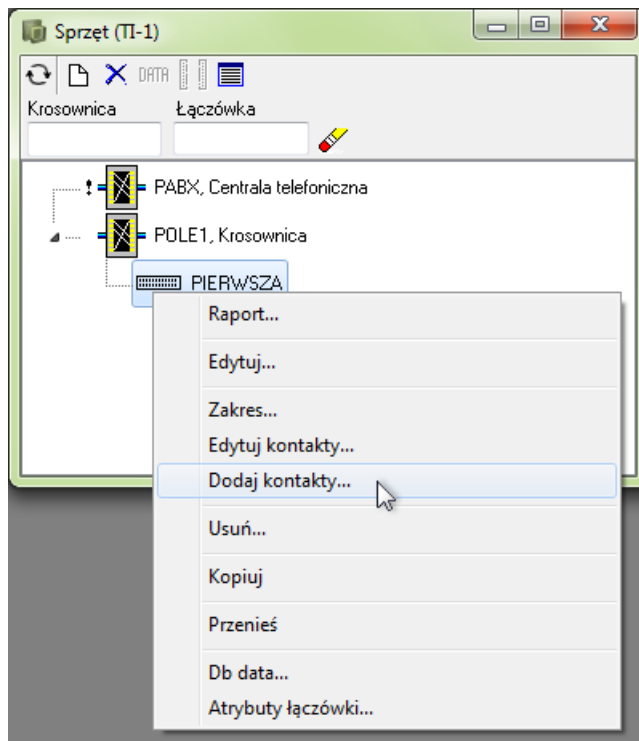 Sprzęt (TI-1)
DATA
Krosownica Łączówka
PABX, Centrala telefoniczna
POLE1, Krosownica
PIERWSZA
Raport...
Edytuj...
Zakres...
Edytuj kontakty...
Dodaj kontakty...
Usuń...
Kopiuj
Przenieś
Db data...
Atrybuty łączówki...